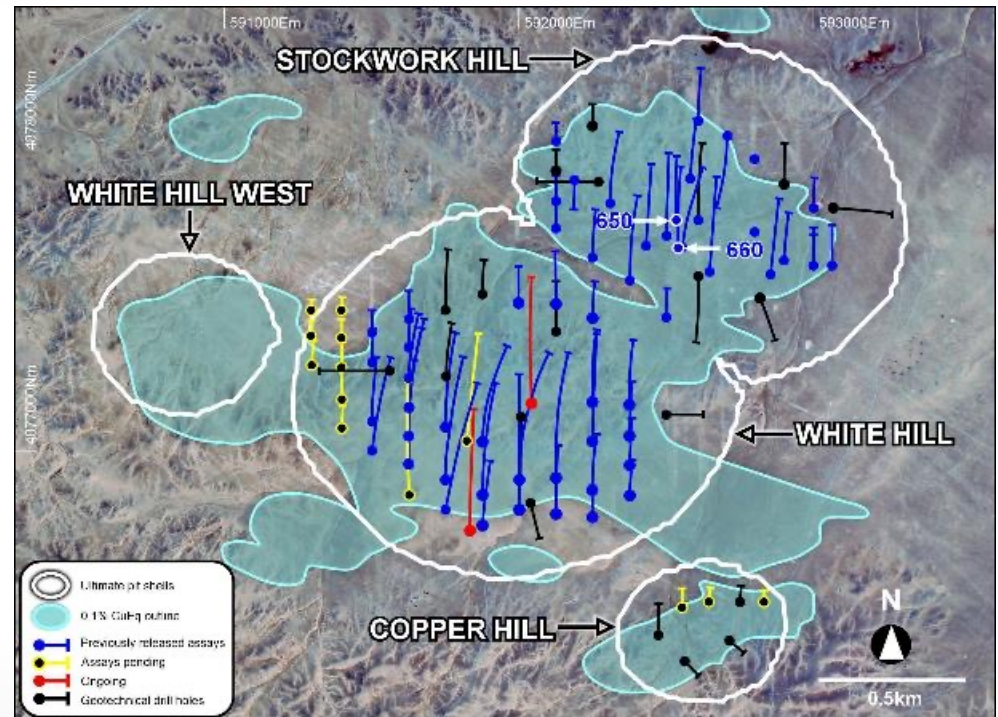 591000Em
592000Em
593000Em
4078000Nm
4077000Nm
STOCKWORK HILL
WHITE HILL WEST
650
660
WHITE HILL
COPPER HILL
N
0.5km
Ultimate pit shells
0.1% CuEq outline
Previously released assays
Assays pending
Ongoing
Geotechnical drill holes